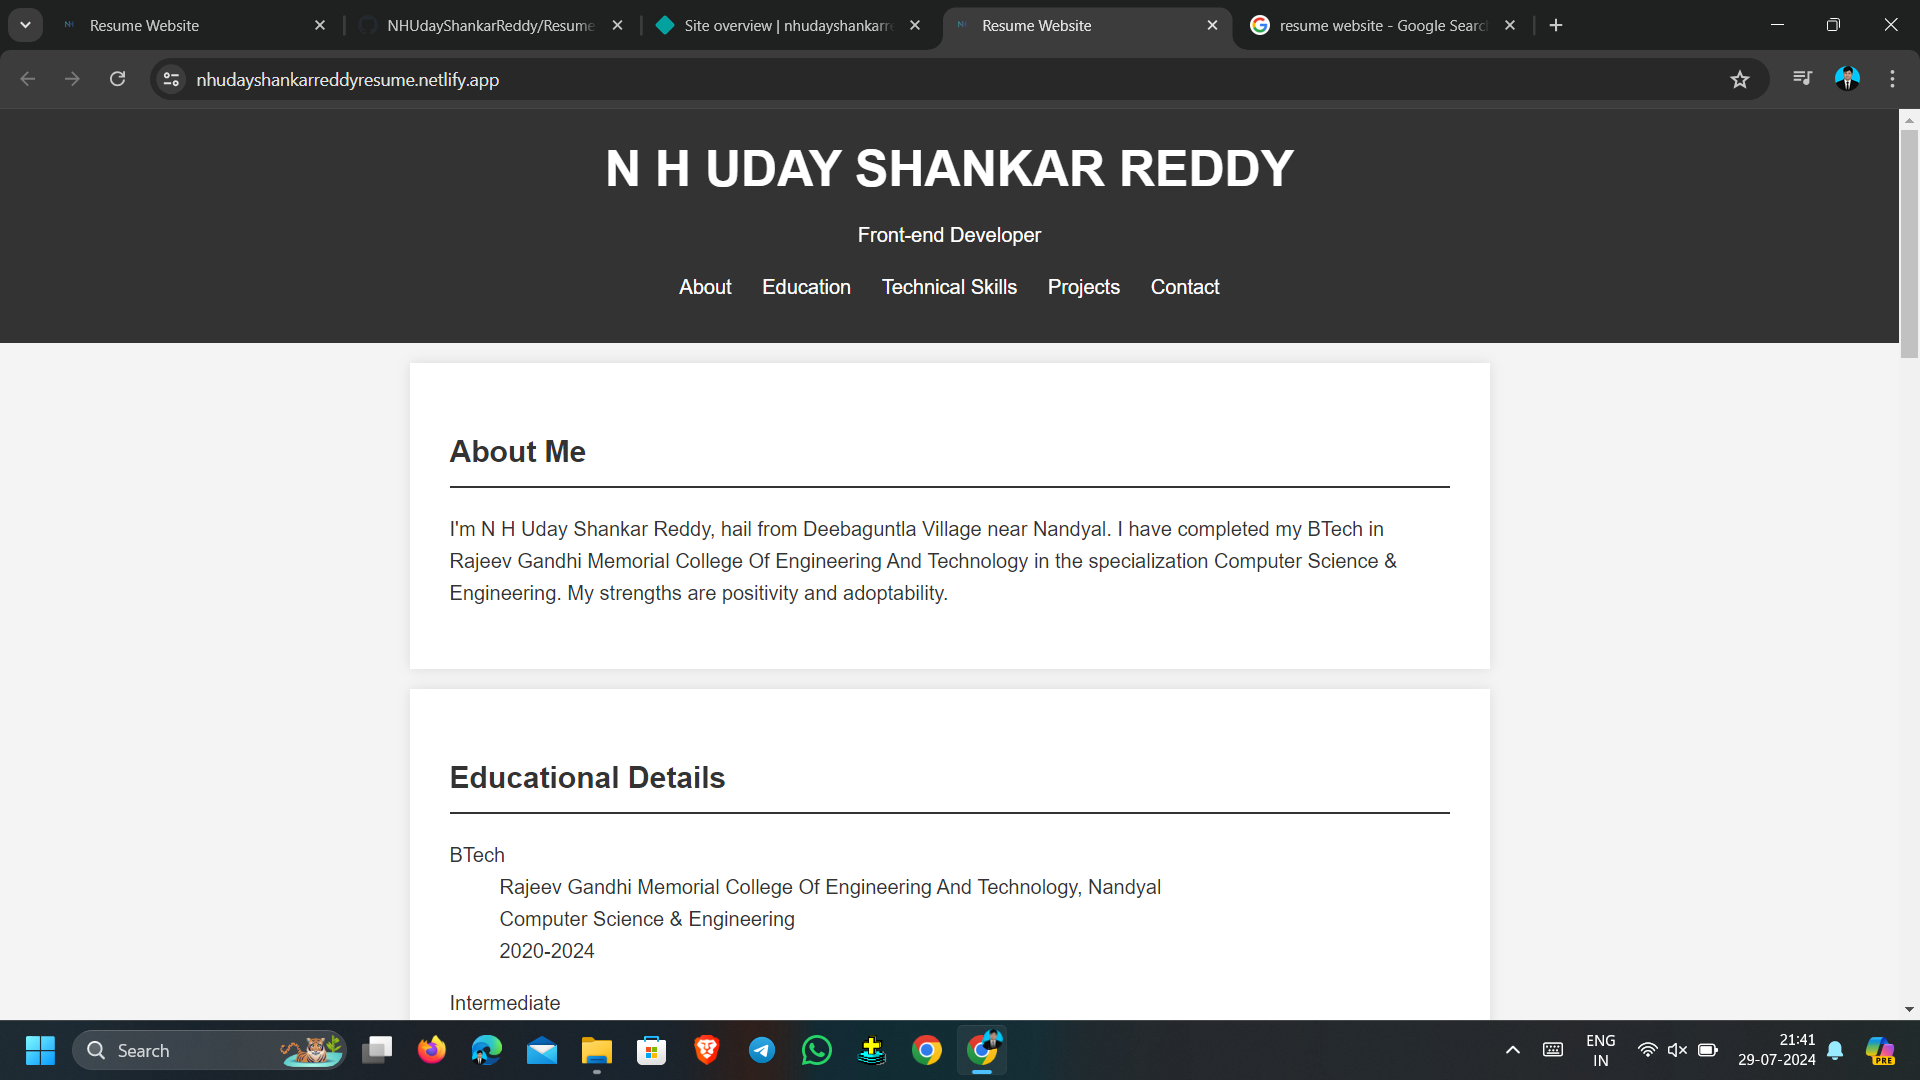 Resume Website
NHUdayShankarReddy/Resume
Site overview | nhudayshankarr
Resume Website
resume website - Google Searc
nhudayshankarreddyresume.netlify.app
N H UDAY SHANKAR REDDY
Front-end Developer
About Education Technical Skills Projects Contact
About Me
I'm N H Uday Shankar Reddy, hail from Deebaguntla Village near Nandyal. I have completed my BTech in
Rajeev Gandhi Memorial College Of Engineering And Technology in the specialization Computer Science &
Engineering. My strengths are positivity and adoptability.
Educational Details
BTech
Rajeev Gandhi Memorial College Of Engineering And Technology, Nandyal
Computer Science & Engineering
2020-2024
Intermediate
Search
ENG
IN
21:41
29-07-2024
PRE